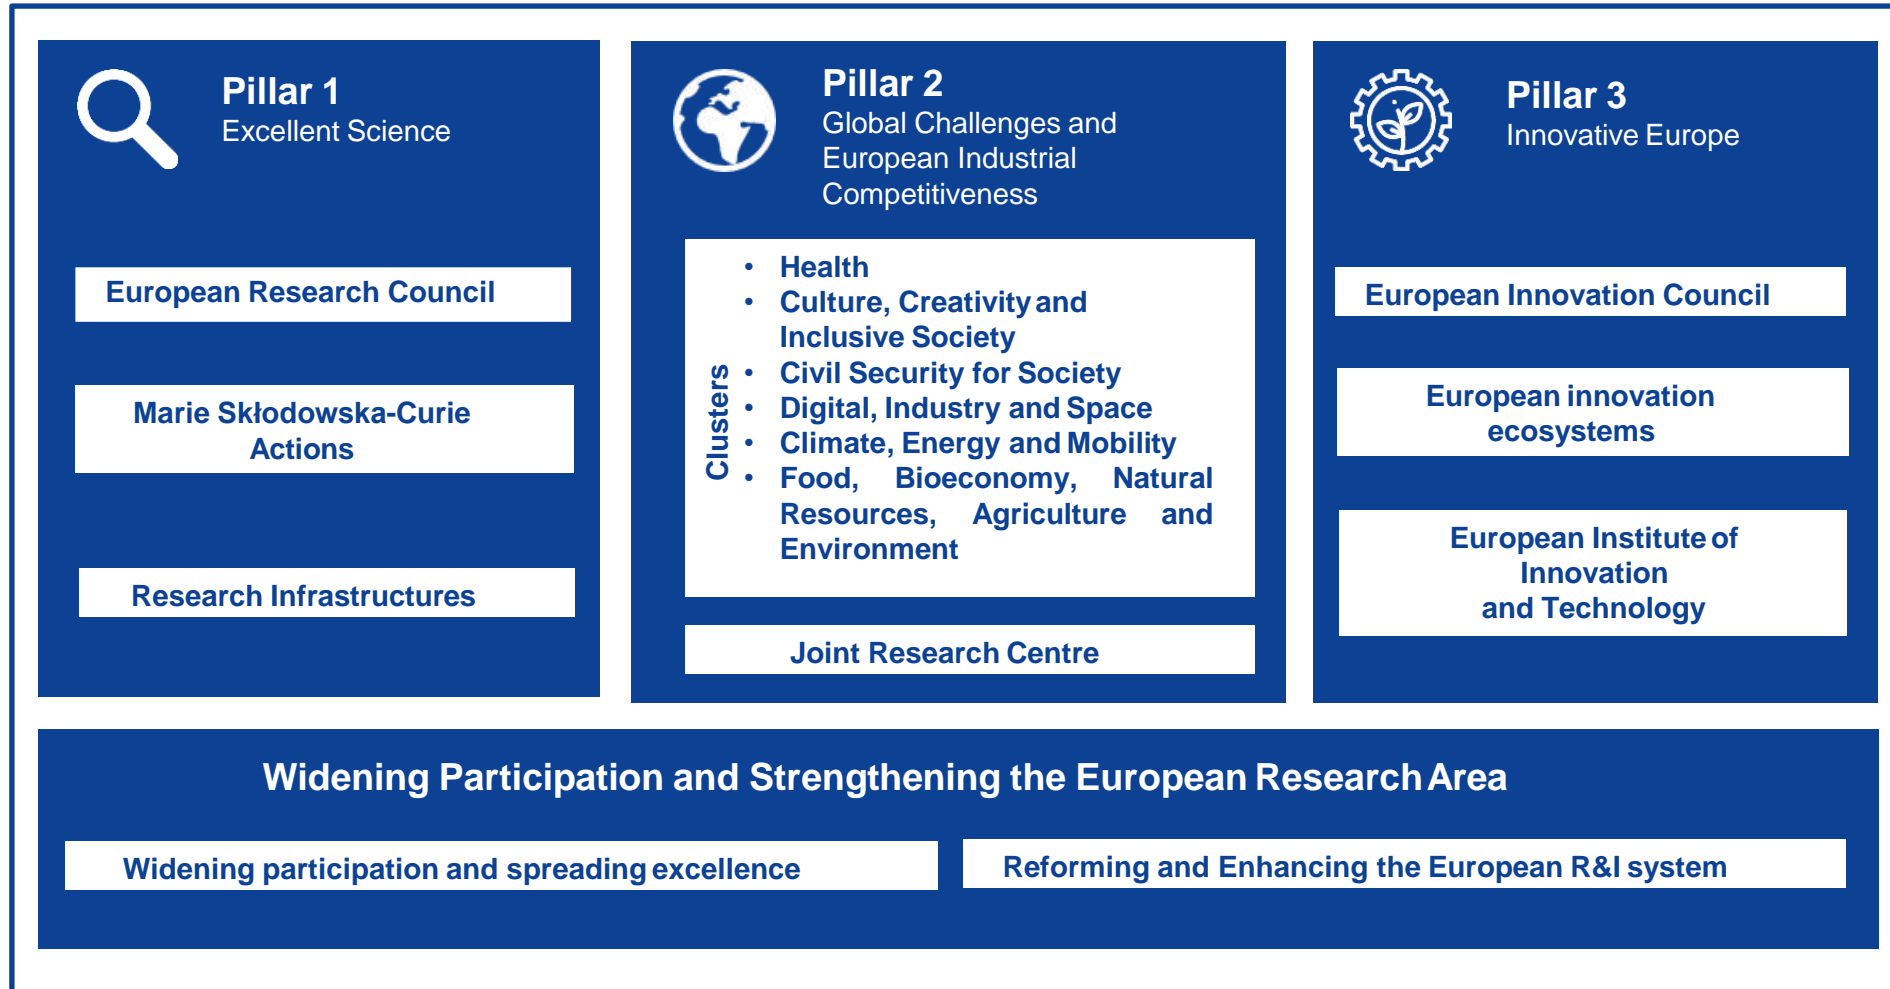 Pillar 1
Excellent Science
European Research Council
Marie Skłodowska-Curie
Actions
Research Infrastructures
Pillar 2
Global Challenges and
European Industrial
Competitiveness
Clusters
• Health
• Culture, Creativity and
Inclusive Society
• Civil Security for Society
• Digital, Industry and Space
• Climate, Energy and Mobility
• Food, Bioeconomy, Natural
Resources, Agriculture and
Environment
Joint Research Centre
Pillar 3
Innovative Europe
European Innovation Council
European innovation
ecosystems
European Institute of
Innovation
and Technology
Widening Participation and Strengthening the European Research Area
Widening participation and spreading excellence
Reforming and Enhancing the European R&I system